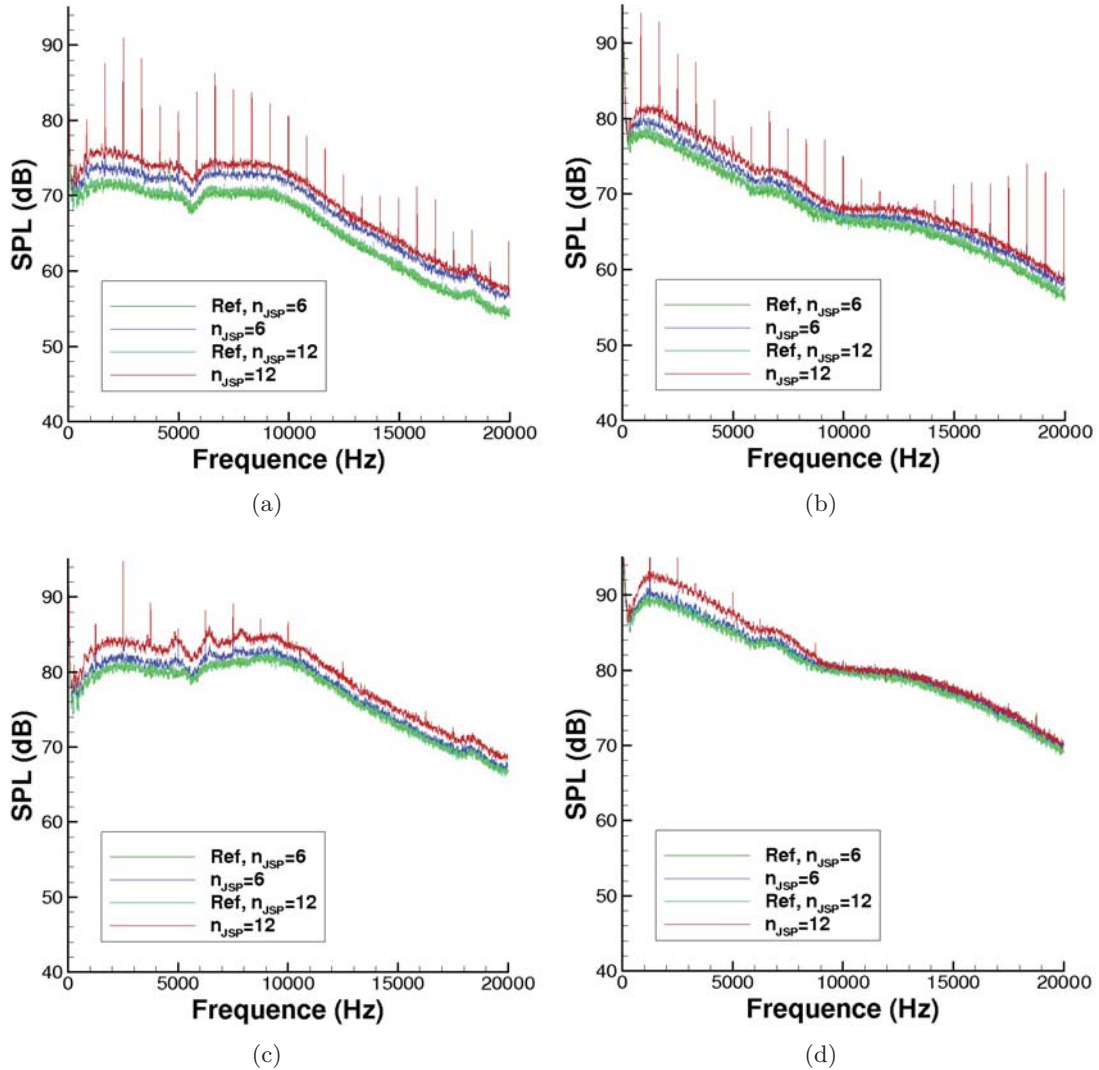 90
80
70
60
50
40
SPL (dB)
Ref, nJSP=6
nJSP=6
Ref, nJSP=12
nJSP=12
0 5000 10000 15000 20000
Frequence (Hz)
(a)
90
80
70
60
50
40
SPL (dB)
Ref, nJSP=6
nJSP=6
Ref, nJSP=12
nJSP=12
0 5000 10000 15000 20000
Frequence (Hz)
(b)
90
80
70
60
50
40
SPL (dB)
Ref, nJSP=6
nJSP=6
Ref, nJSP=12
nJSP=12
0 5000 10000 15000 20000
Frequence (Hz)
(c)
90
80
70
60
50
40
SPL (dB)
Ref, nJSP=6
nJSP=6
Ref, nJSP=12
nJSP=12
0 5000 10000 15000 20000
Frequence (Hz)
(d)